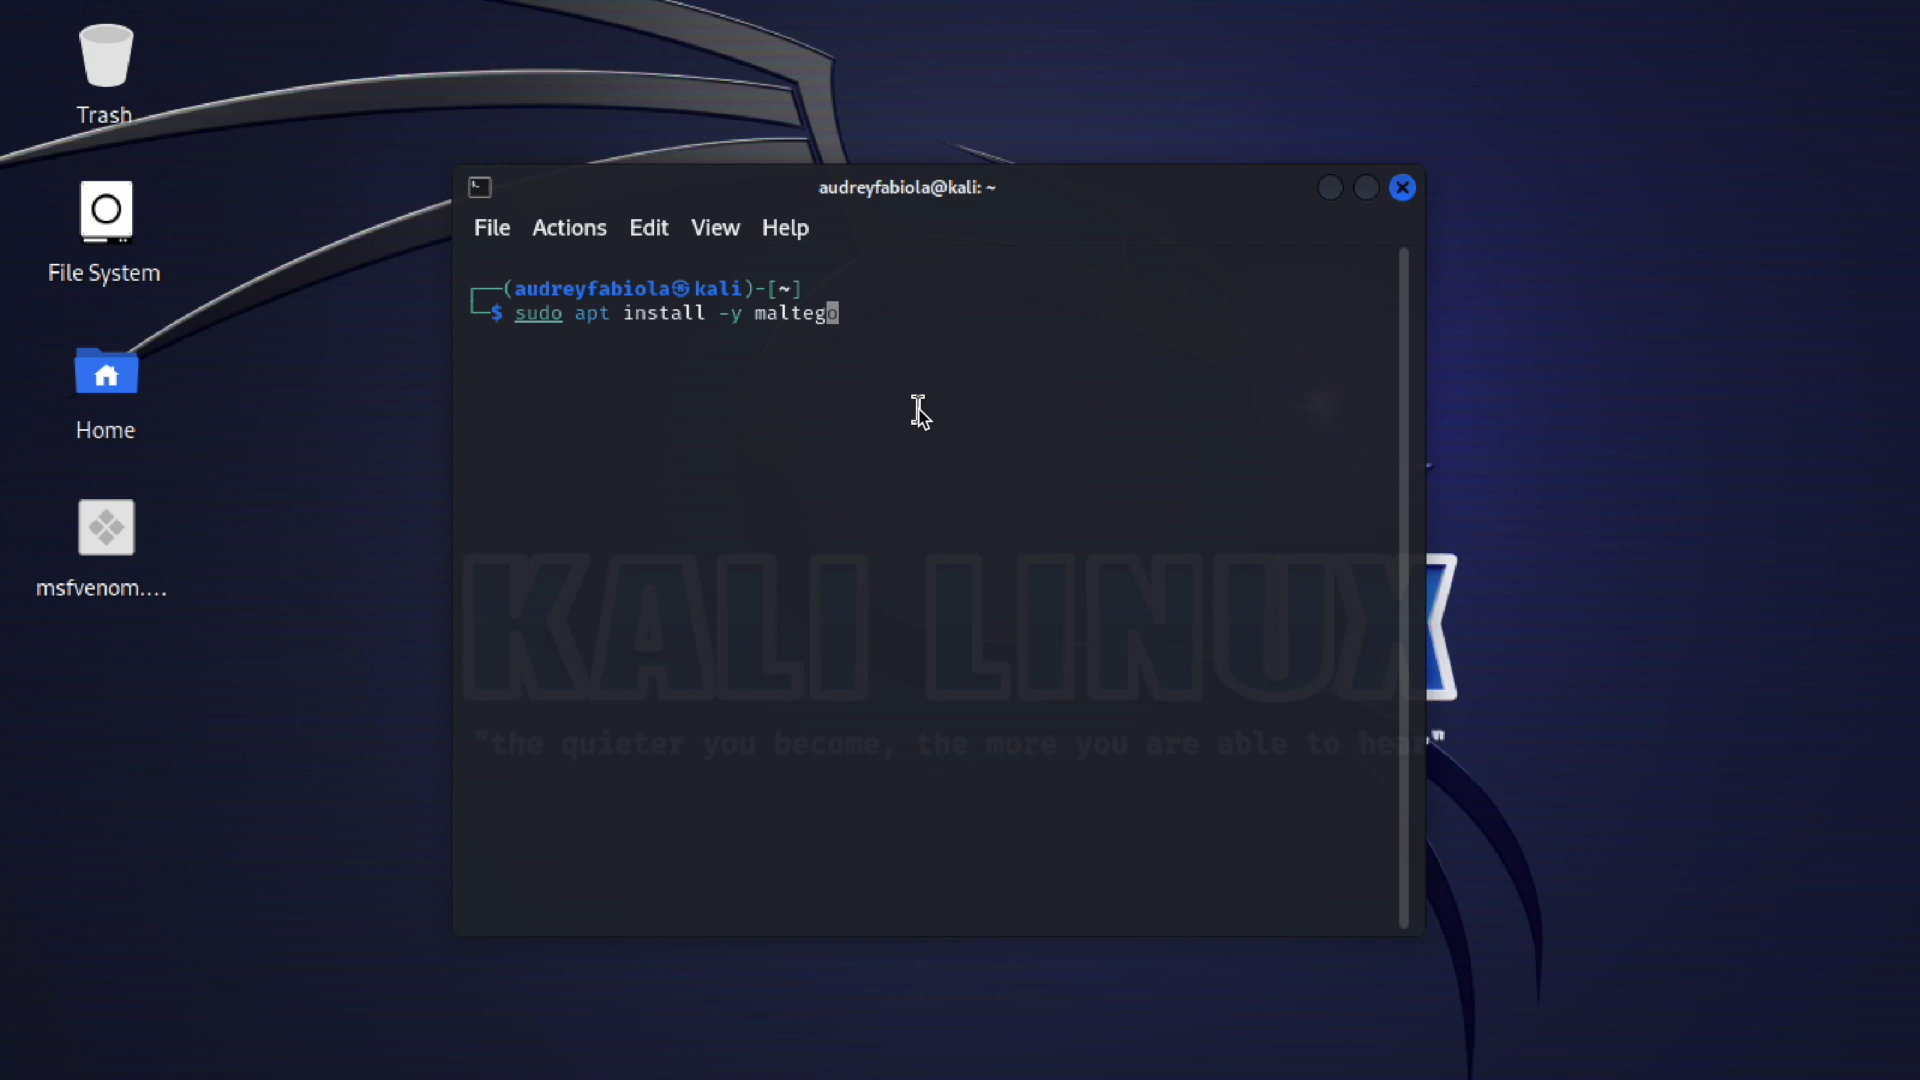 Trash
File System
Home
msfvenom....
audreyfabiola@kali: ~
File Actions Edit View Help
┌──(audreyfabiola㉿kali)-[~]
└─$ sudo apt install -y maltego
KALI LINUX
"the quieter you become, the more you are able to hear"